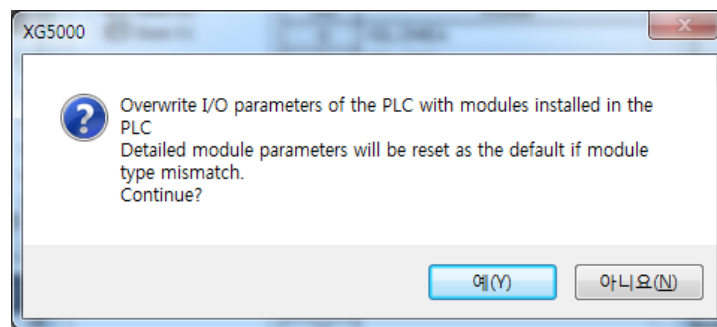 XG5000
Overwrite I/O parameters of the PLC with modules installed in the
PLC
Detailed module parameters will be reset as the default if module
type mismatch.
Continue?
예(Y)
아니요(N)